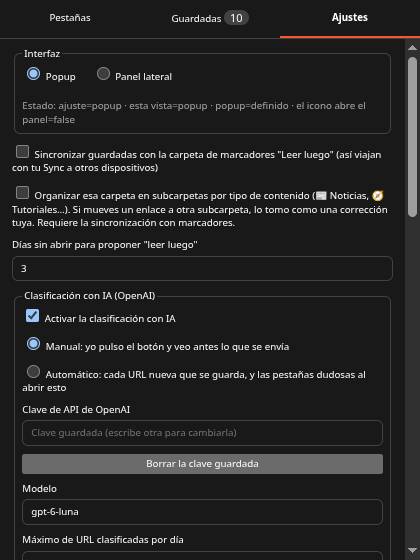 Pestañas
Guardadas 10
Ajustes
Interfaz
Popup
Panel lateral
Estado: ajuste=popup · esta vista=popup · popup=definido · el icono abre el
panel=false
Sincronizar guardadas con la carpeta de marcadores "Leer luego" (así viajan
con tu Sync a otros dispositivos)
Organizar esa carpeta en subcarpetas por tipo de contenido (📰 Noticias, 🧭
Tutoriales…). Si mueves un enlace a otra subcarpeta, lo tomo como una corrección
tuya. Requiere la sincronización con marcadores.
Días sin abrir para proponer "leer luego"
3
Clasificación con IA (OpenAI)
Activar la clasificación con IA
Manual: yo pulso el botón y veo antes lo que se envía
Automático: cada URL nueva que se guarda, y las pestañas dudosas al
abrir esto
Clave de API de OpenAI
Clave guardada (escribe otra para cambiarla)
Borrar la clave guardada
Modelo
gpt-6-luna
Máximo de URL clasificadas por día